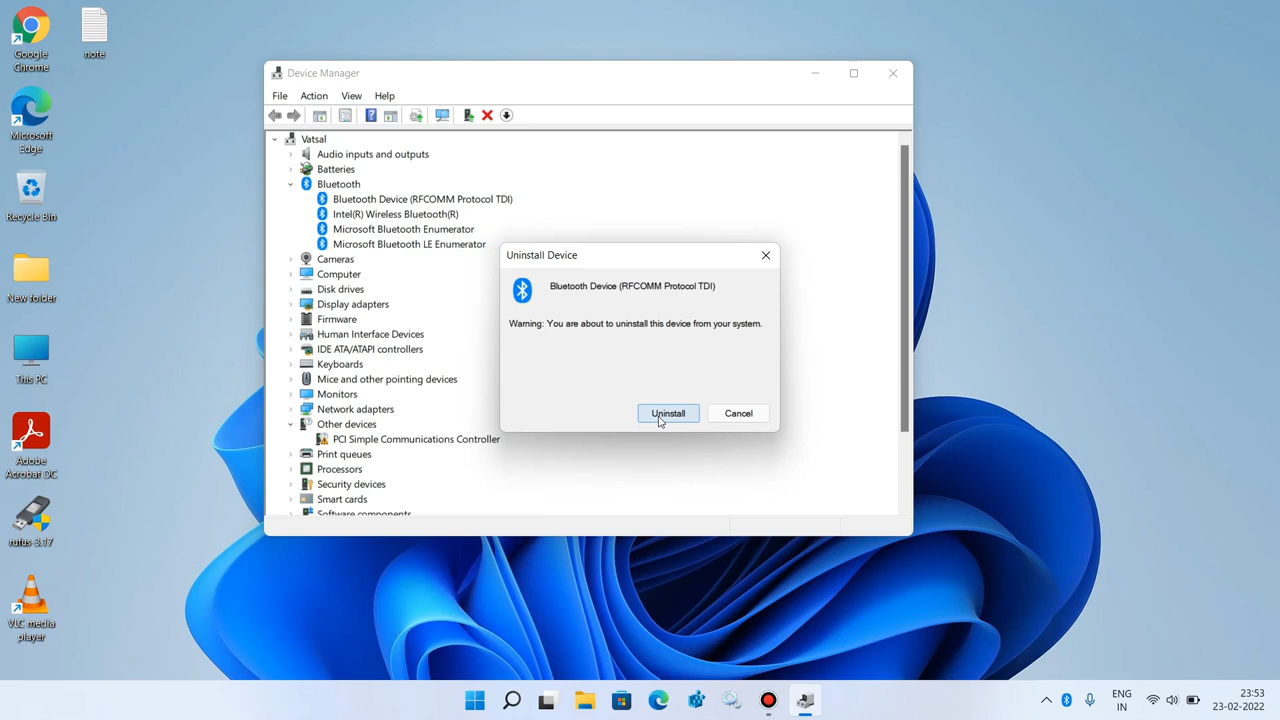 Google
Chrome
note
Microsoft
Edge
Recycle Bin
New folder
This PC
Adobe
Acrobat DC
rufus-3.17
VLC media
player
Device Manager
File Action View Help
Vatsal
Audio inputs and outputs
Batteries
Bluetooth
Bluetooth Device (RFCOMM Protocol TDI)
Intel(R) Wireless Bluetooth(R)
Microsoft Bluetooth Enumerator
Microsoft Bluetooth LE Enumerator
Cameras
Computer
Disk drives
Display adapters
Firmware
Human Interface Devices
IDE ATA/ATAPI controllers
Keyboards
Mice and other pointing devices
Monitors
Network adapters
Other devices
PCI Simple Communications Controller
Print queues
Processors
Security devices
Smart cards
Software components
Uninstall Device
Bluetooth Device (RFCOMM Protocol TDI)
Warning: You are about to uninstall this device from your system.
Uninstall Cancel
ENG
IN
23:53
23-02-2022